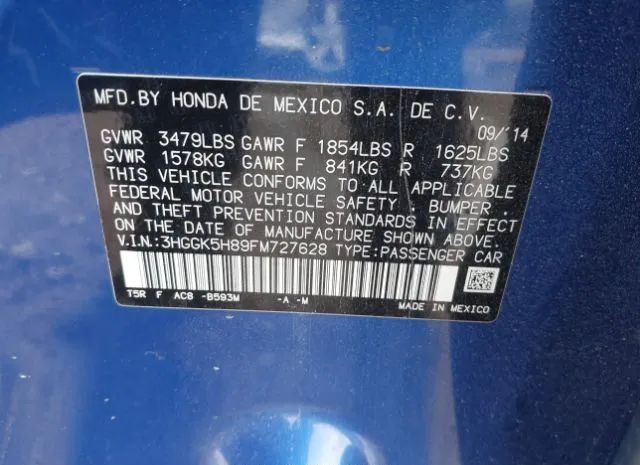 MFD.BY HONDA DE MEXICO S.A. DE C.V.
09/'14
GVWR 3479LBS GAWR F 1854LBS R 1625LBS
GVWR 1578KG GAWR F 841KG R 737KG
THIS VEHICLE CONFORMS TO ALL APPLICABLE
FEDERAL MOTOR VEHICLE SAFETY , BUMPER ,
AND THEFT PREVENTION STANDARDS IN EFFECT
ON THE DATE OF MANUFACTURE SHOWN ABOVE
V.I.N.:3HGGK5H89FM727628 TYPE:PASSENGER CAR
T5R F AC8 -B593M -A -M
MADE IN MEXICO